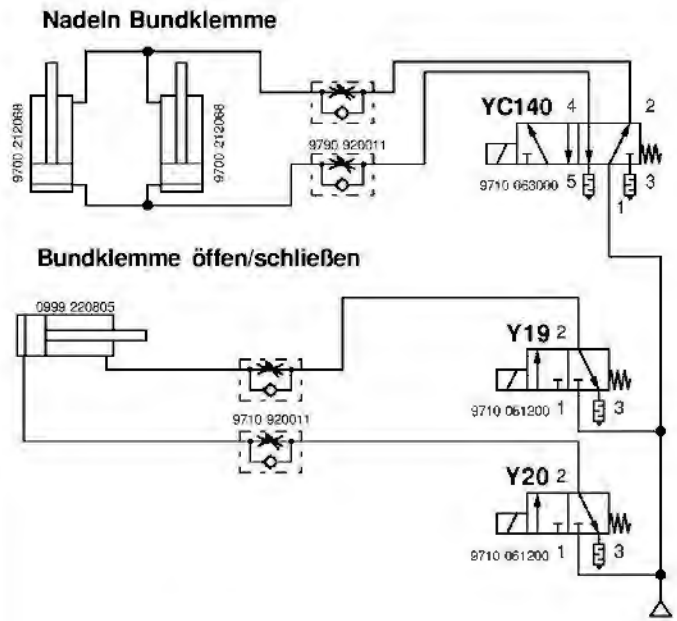 Nadeln Bundklemme
9700 212068
9700 212068
9790 920011
YC140 4 2
9710 063000 5 3
1
Bundklemme öffen/schließen
0999 220805
9710 920011
Y19 2
9710 061200 1 3
Y20 2
9710 061200 1 3